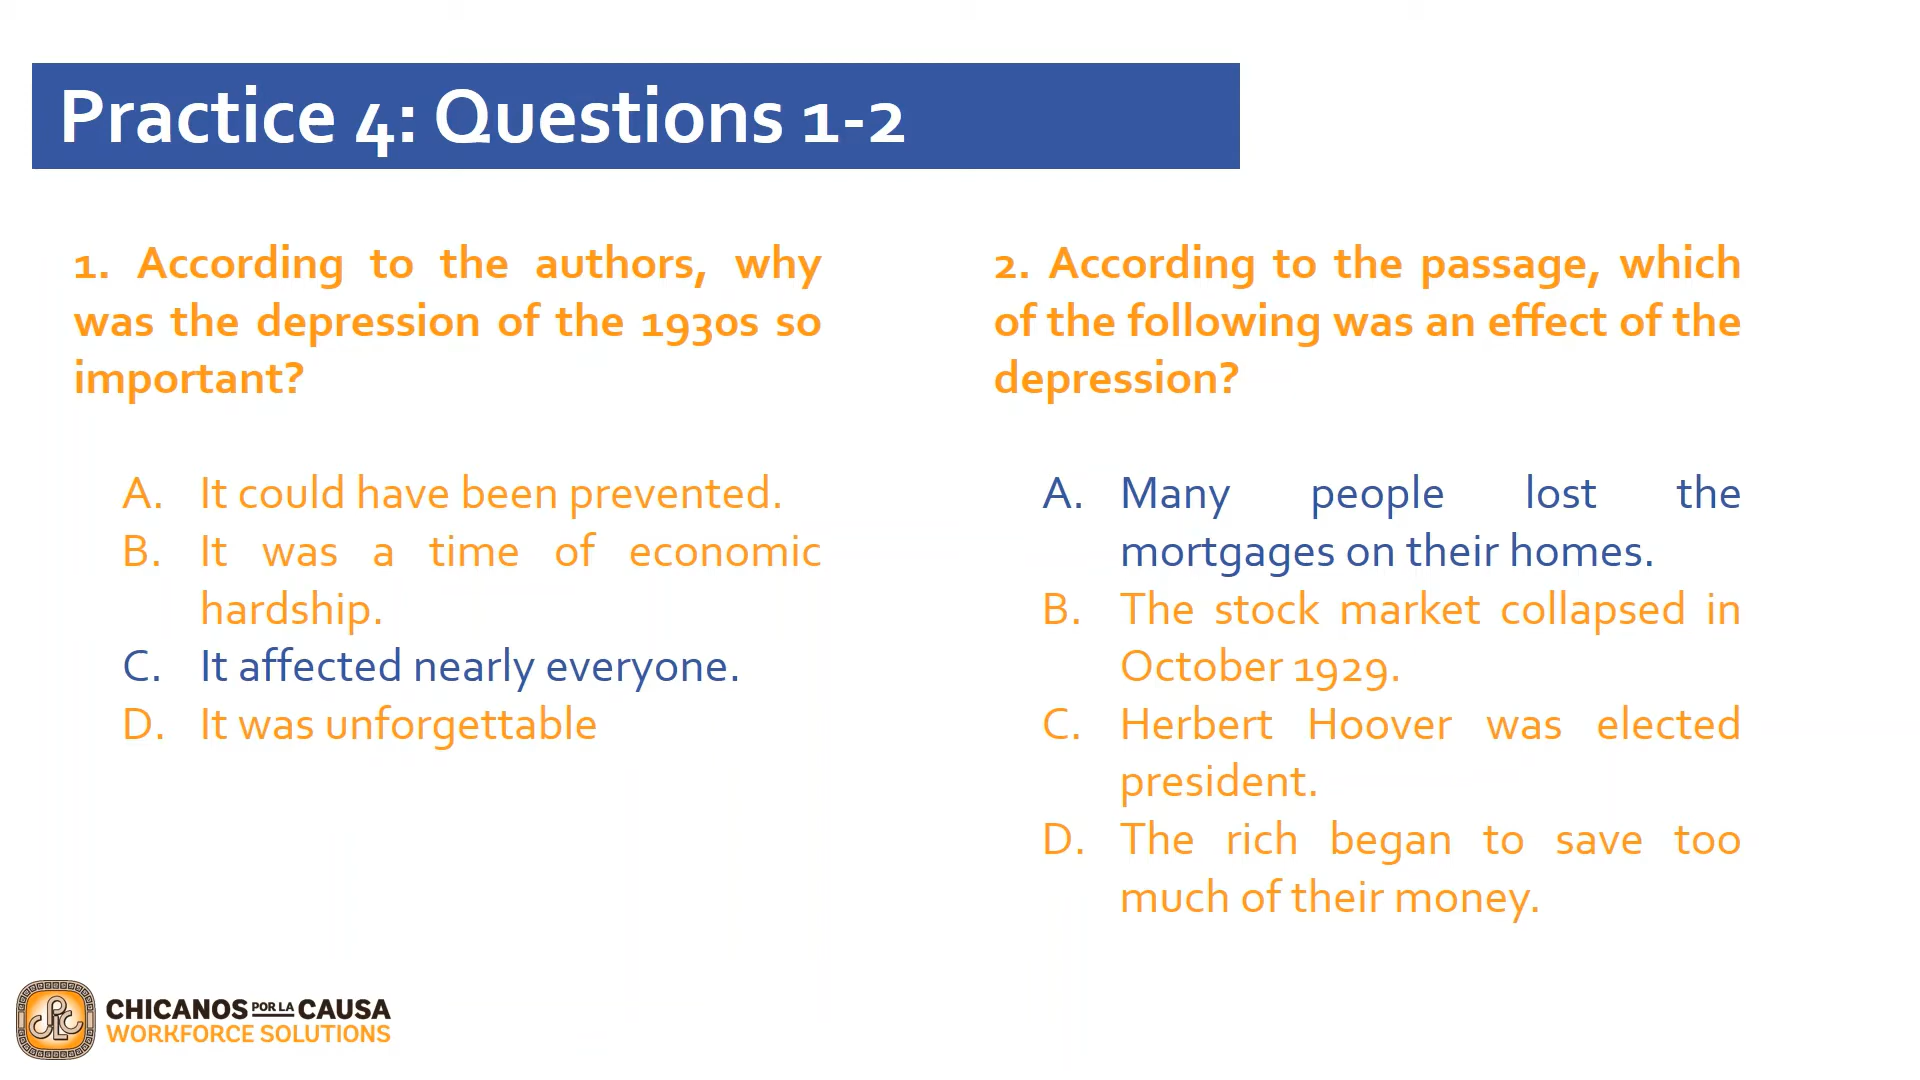 Practice 4: Questions 1-2
1. According to the authors, why
was the depression of the 1930s so
important?
A. It could have been prevented.
B. It was a time of economic
hardship.
C. It affected nearly everyone.
D. It was unforgettable
2. According to the passage, which
of the following was an effect of the
depression?
A. Many people lost the
mortgages on their homes.
B. The stock market collapsed in
October 1929.
C. Herbert Hoover was elected
president.
D. The rich began to save too
much of their money.
CPLC
CHICANOS POR LA CAUSA
WORKFORCE SOLUTIONS